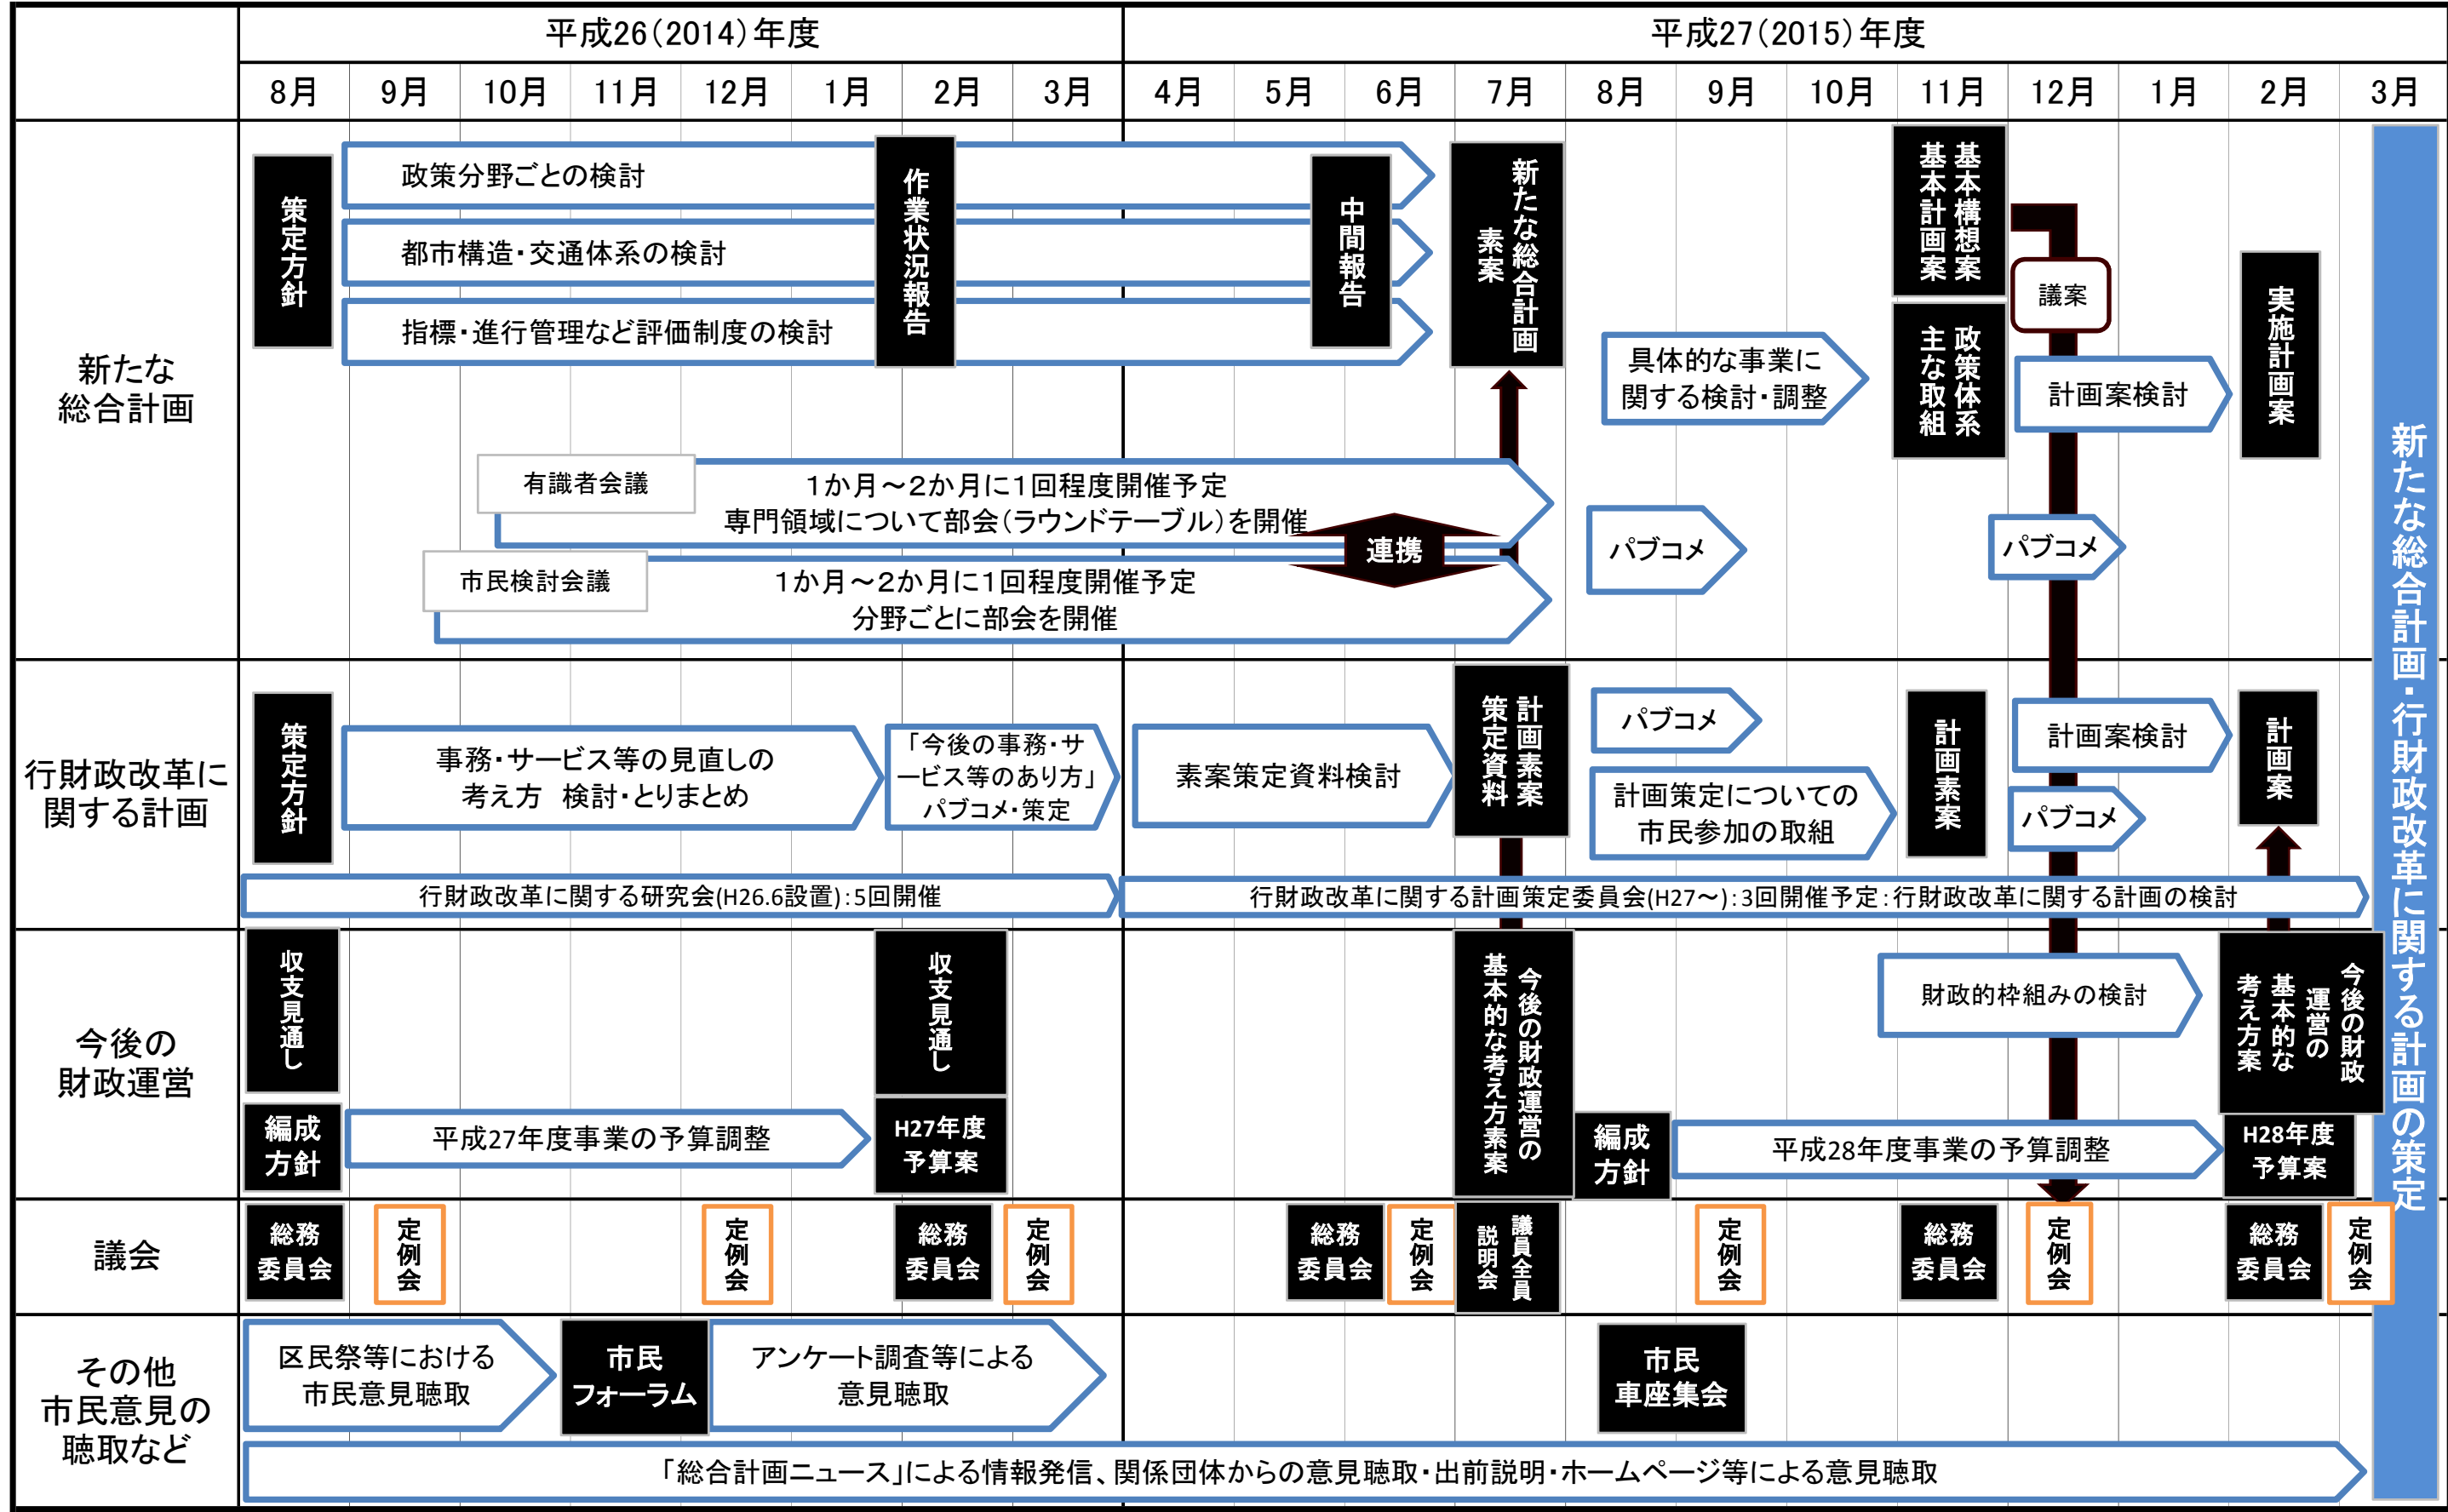 平成26(2014)年度
平成27(2015)年度
8月 9月 10月 11月 12月 1月 2月 3月 4月 5月 6月 7月 8月 9月 10月 11月 12月 1月 2月 3月
新たな
総合計画
策定方針
政策分野ごとの検討
都市構造・交通体系の検討
指標・進行管理など評価制度の検討
作業状況報告
中間報告
新たな総合計画
素案
基本構想案
基本計画案
政策体系
主な取組
議案
具体的な事業に
関する検討・調整
計画案検討
実施計画案
有識者会議
1か月～2か月に1回程度開催予定
専門領域について部会(ラウンドテーブル)を開催
連携
市民検討会議
1か月～2か月に1回程度開催予定
分野ごとに部会を開催
パブコメ
パブコメ
行財政改革に
関する計画
策定方針
事務・サービス等の見直しの
考え方 検討・とりまとめ
「今後の事務・サ
ービス等のあり方」
パブコメ・策定
素案策定資料検討
計画素案
策定資料
パブコメ
計画策定についての
市民参加の取組
計画素案
計画案検討
パブコメ
計画案
行財政改革に関する研究会(H26.6設置):5回開催
行財政改革に関する計画策定委員会(H27～):3回開催予定:行財政改革に関する計画の検討
今後の
財政運営
収支見通し
編成
方針
平成27年度事業の予算調整
収支見通し
H27年度
予算案
今後の財政運営の
基本的な考え方素案
編成
方針
財政的枠組みの検討
平成28年度事業の予算調整
今後の財政
運営の
基本的な
考え方案
H28年度
予算案
議会
総務
委員会
定例会
定例会
総務
委員会
定例会
総務
委員会
定例会
議員全員
説明会
定例会
総務
委員会
定例会
総務
委員会
定例会
その他
市民意見の
聴取など
区民祭等における
市民意見聴取
市民
フォーラム
アンケート調査等による
意見聴取
市民
車座集会
「総合計画ニュース」による情報発信、関係団体からの意見聴取・出前説明・ホームページ等による意見聴取
新たな総合計画・行財政改革に関する計画の策定